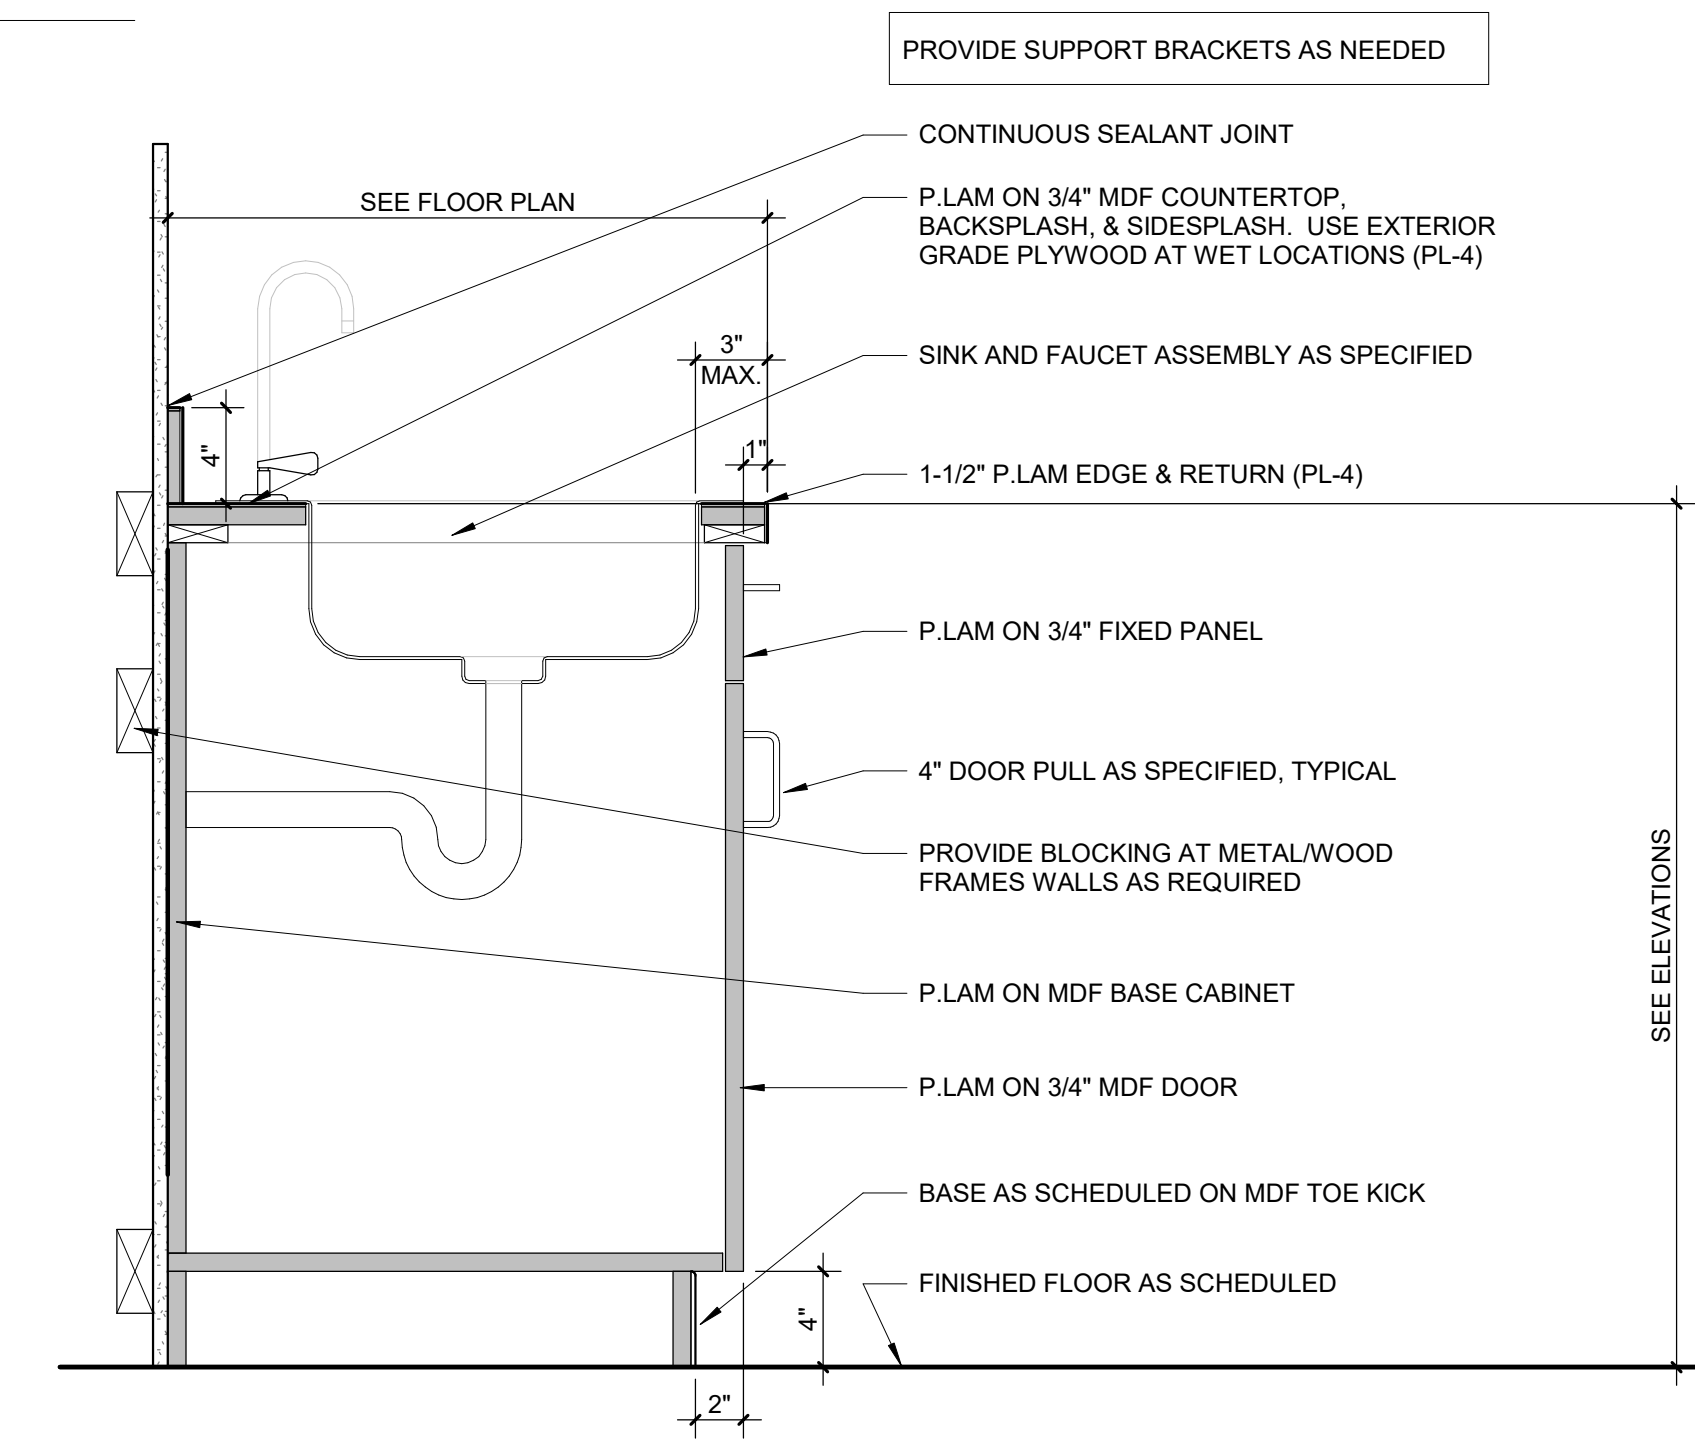 PROVIDE SUPPORT BRACKETS AS NEEDED
CONTINUOUS SEALANT JOINT
SEE FLOOR PLAN
P.LAM ON 3/4" MDF COUNTERTOP,
BACKSPLASH, & SIDESPLASH.  USE EXTERIOR
GRADE PLYWOOD AT WET LOCATIONS (PL-4)
3"
MAX.
SINK AND FAUCET ASSEMBLY AS SPECIFIED
4"
1"
1-1/2" P.LAM EDGE & RETURN (PL-4)
P.LAM ON 3/4" FIXED PANEL
4" DOOR PULL AS SPECIFIED, TYPICAL
PROVIDE BLOCKING AT METAL/WOOD
FRAMES WALLS AS REQUIRED
SEE ELEVATIONS
P.LAM ON MDF BASE CABINET
P.LAM ON 3/4" MDF DOOR
BASE AS SCHEDULED ON MDF TOE KICK
FINISHED FLOOR AS SCHEDULED
4"
2"